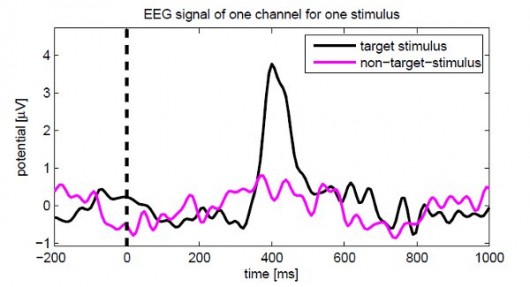 EEG signal of one channel for one stimulus
target stimulus
non-target-stimulus
potential [µV]
4
3
2
1
0
−1
−200
0
200
400
600
800
1000
time [ms]